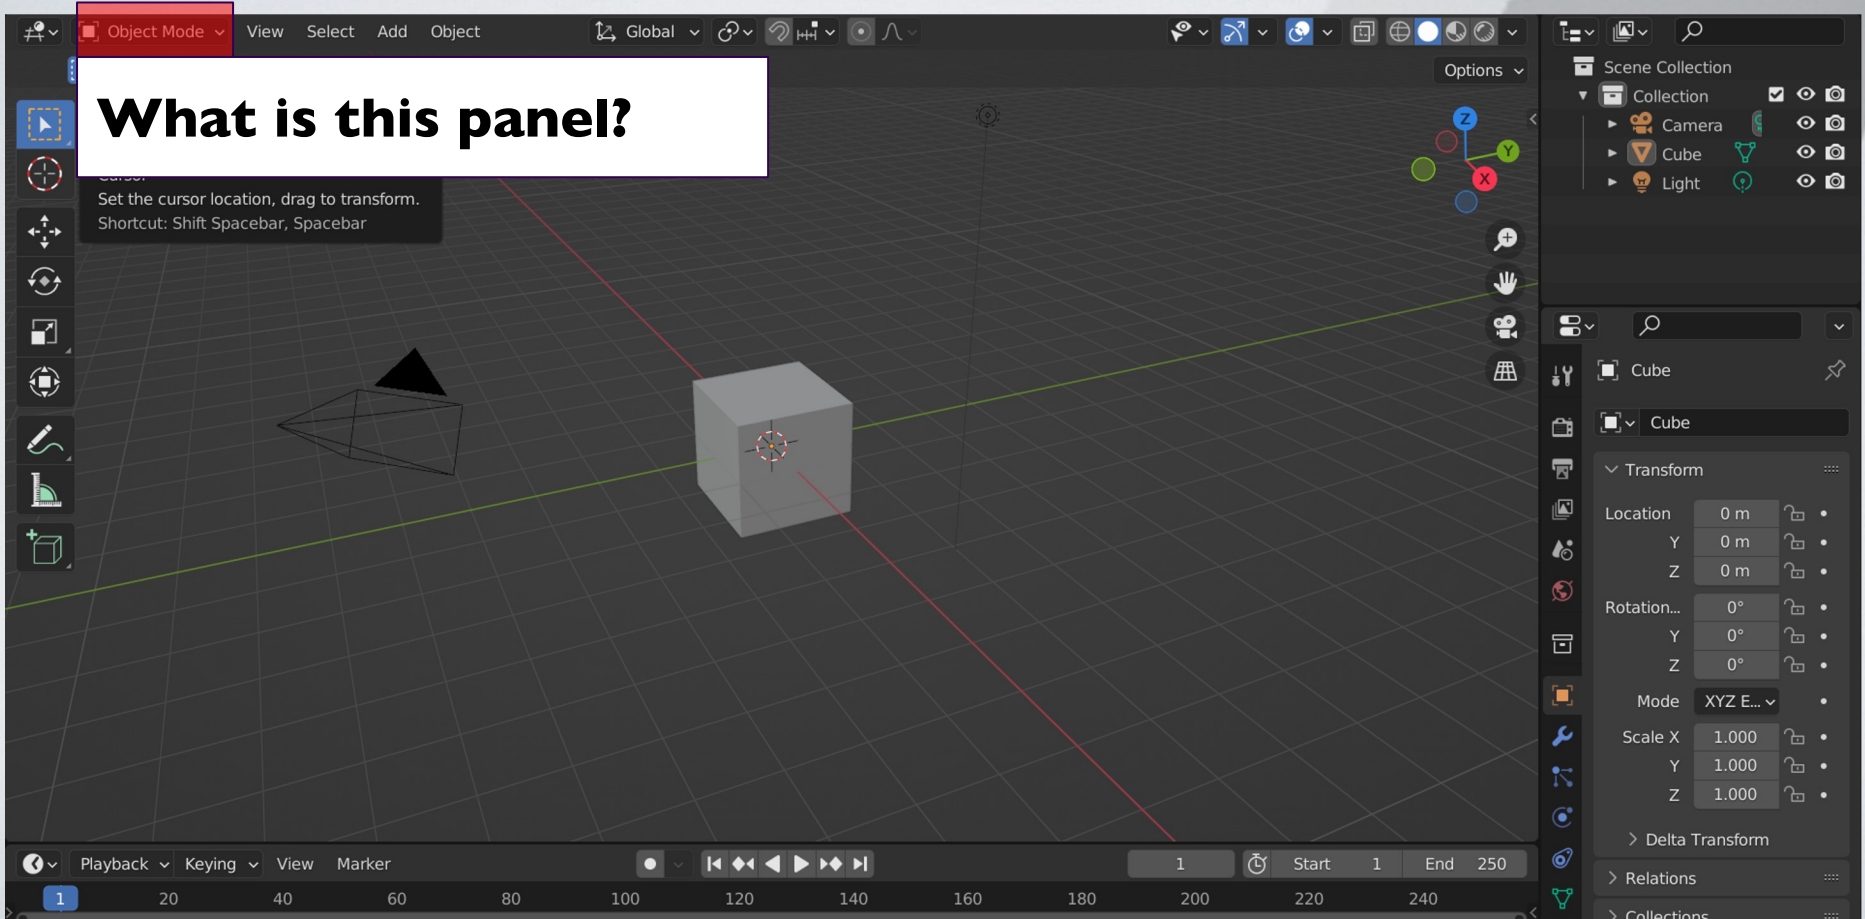 Object Mode View Select Add Object Global
Options
What is this panel?
Set the cursor location, drag to transform.
Shortcut: Shift Spacebar, Spacebar
Z
Y
X
Scene Collection
Collection
Camera
Cube
Light
Cube
Cube
Transform
Location 0 m
Y 0 m
Z 0 m
Rotation... 0°
Y 0°
Z 0°
Mode XYZ E...
Scale X 1.000
Y 1.000
Z 1.000
Delta Transform
Relations
Collections
Playback Keying View Marker 1 Start 1 End 250
1 20 40 60 80 100 120 140 160 180 200 220 240